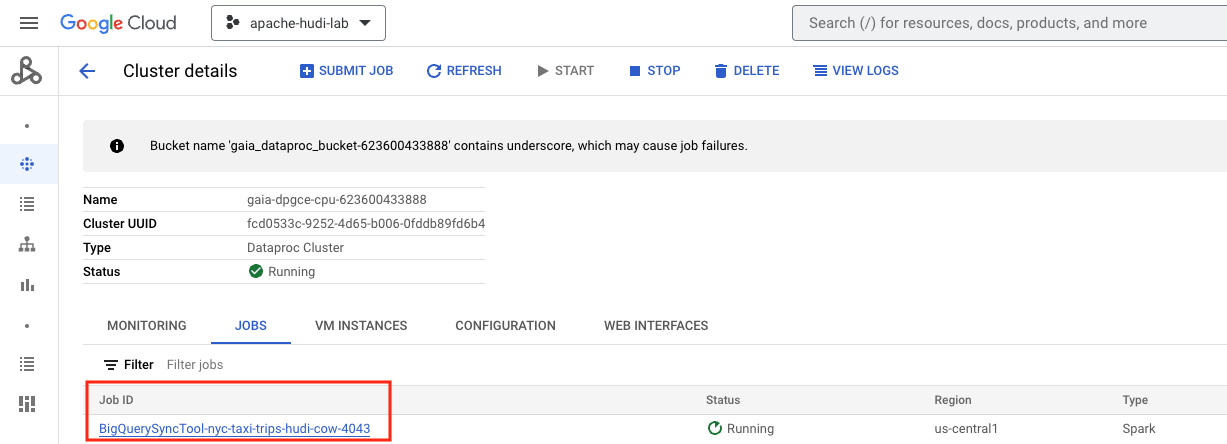 Google Cloud apache-hudi-lab Search (/) for resources, docs, products, and more
Cluster details SUBMIT JOB REFRESH START STOP DELETE VIEW LOGS
Bucket name 'gaia_dataproc_bucket-623600433888' contains underscore, which may cause job failures.
Name gaia-dpgce-cpu-623600433888
Cluster UUID fcd0533c-9252-4d65-b006-0fddb89fd6b4
Type Dataproc Cluster
Status Running
MONITORING JOBS VM INSTANCES CONFIGURATION WEB INTERFACES
Filter Filter jobs
Job ID Status Region Type
BigQuerySyncTool-nyc-taxi-trips-hudi-cow-4043 Running us-central1 Spark